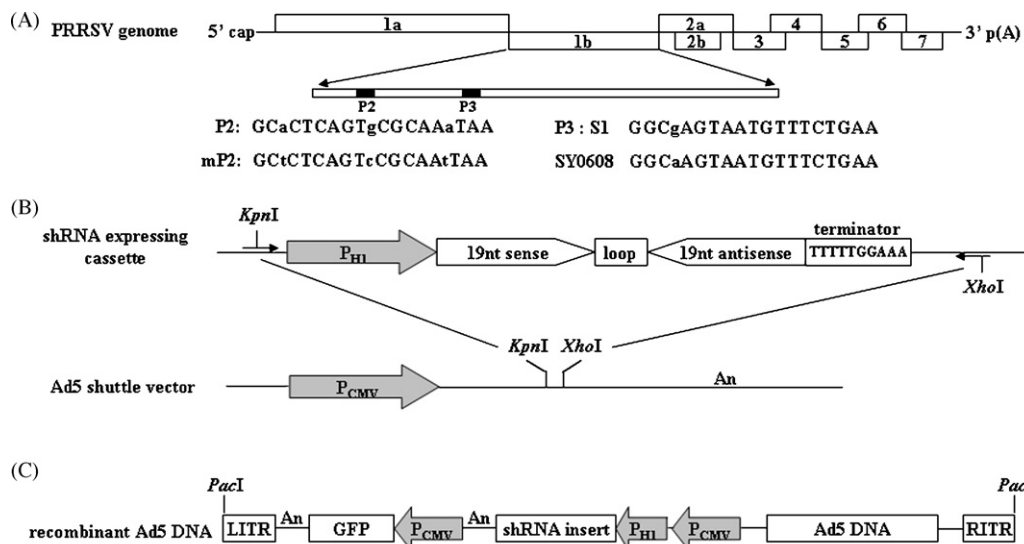 (A)
PRRSV genome
5' cap
1a
1b
2a
2b
3
4
5
6
7
3' p(A)
P2
P3
P2: GCaCTCAGTgCGCAAaTAA
P3 : S1 GGCgAGTAATGTTTCTGAA
mP2: GCtCTCAGTcCGCAAtTAA
SY0608 GGCaAGTAATGTTTCTGAA
(B)
KpnI
shRNA expressing
cassette
PH1
19nt sense
loop
19nt antisense
terminator
TTTTTGGAAA
XhoI
KpnI XhoI
Ad5 shuttle vector
PCMV
An
(C)
PacI
Pac
recombinant Ad5 DNA
LITR
An
GFP
PCMV
An
shRNA insert
PH1
PCMV
Ad5 DNA
RITR